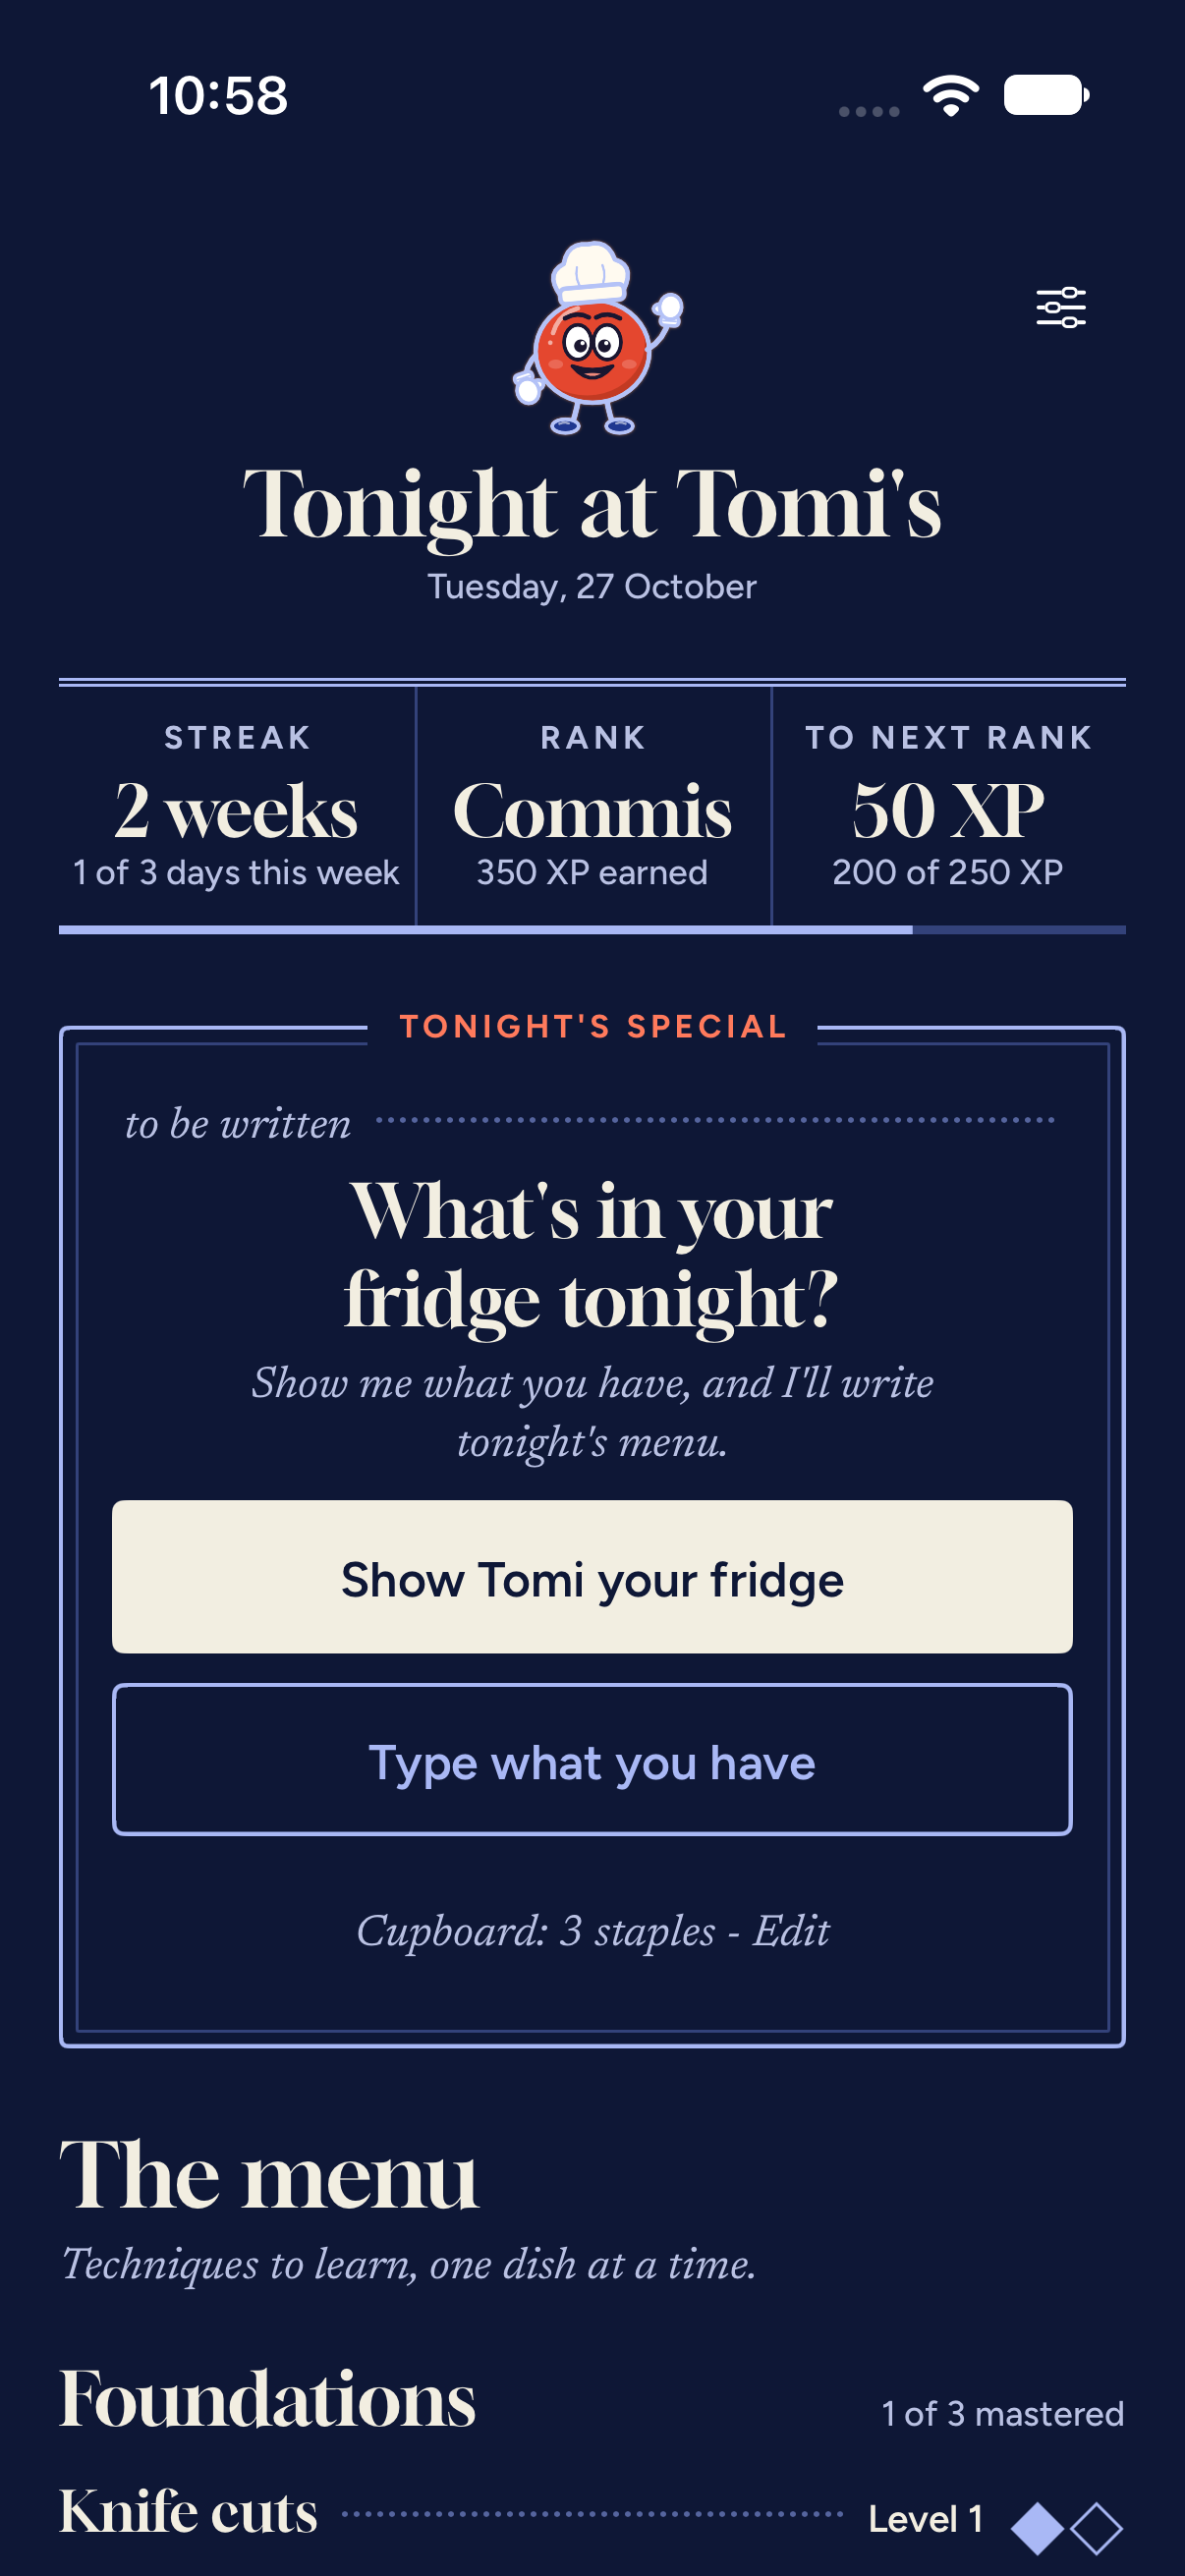 10:58
Tonight at Tomi's
Tuesday, 27 October
STREAK
2 weeks
1 of 3 days this week
RANK
Commis
350 XP earned
TO NEXT RANK
50 XP
200 of 250 XP
TONIGHT'S SPECIAL
to be written
What's in your
fridge tonight?
Show me what you have, and I'll write
tonight's menu.
Show Tomi your fridge
Type what you have
Cupboard: 3 staples - Edit
The menu
Techniques to learn, one dish at a time.
Foundations
1 of 3 mastered
Knife cuts
Level 1